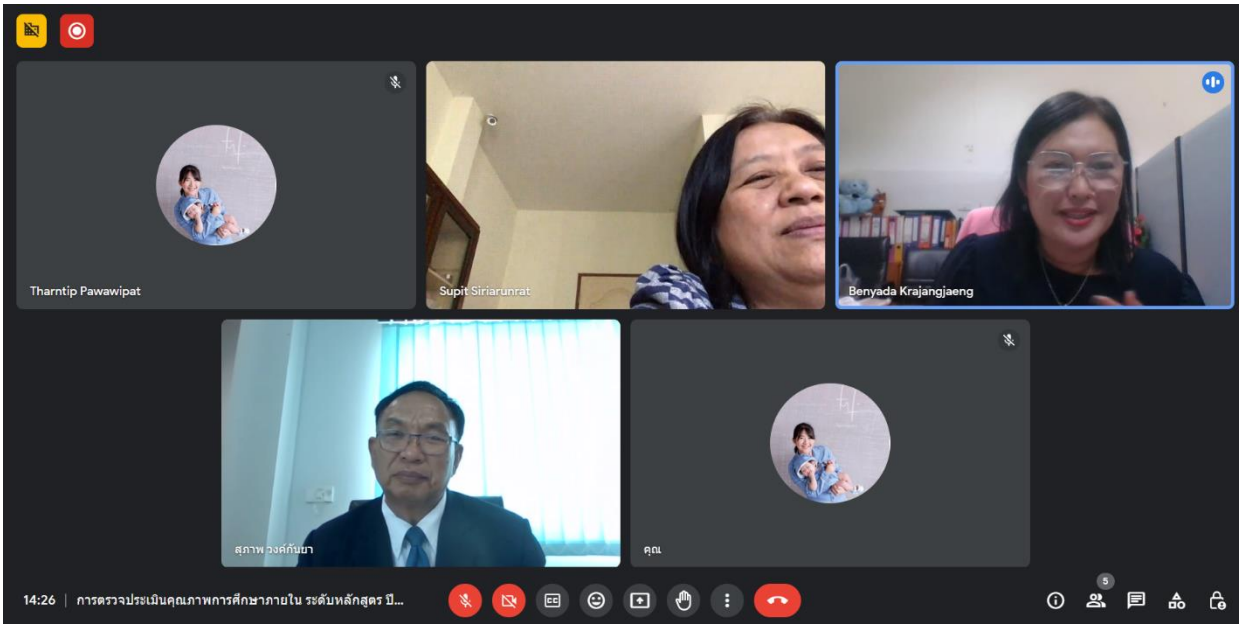 Tharntip Pawawipat
Supit Siriarunrat
Benyada Krajangjaeng
สุภาพ วงค์กันยา
คุณ
5
14:26 | การตรวจประเมินคุณภาพการศึกษาภายใน ระดับหลักสูตร ปี...
CC